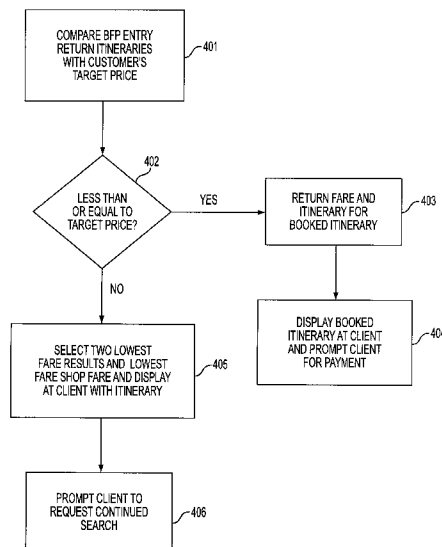 COMPARE BFP ENTRY
RETURN ITINERARIES
WITH CUSTOMER'S
TARGET PRICE
401
402
LESS THAN
OR EQUAL TO
TARGET PRICE?
YES
RETURN FARE AND
ITINERARY FOR
BOOKED ITINERARY
403
NO
DISPLAY BOOKED
ITINERARY AT CLIENT
AND PROMPT CLIENT
FOR PAYMENT
404
SELECT TWO LOWEST
FARE RESULTS AND LOWEST
FARE SHOP FARE AND DISPLAY
AT CLIENT WITH ITINERARY
405
PROMPT CLIENT TO
REQUEST CONTINUED
SEARCH
406